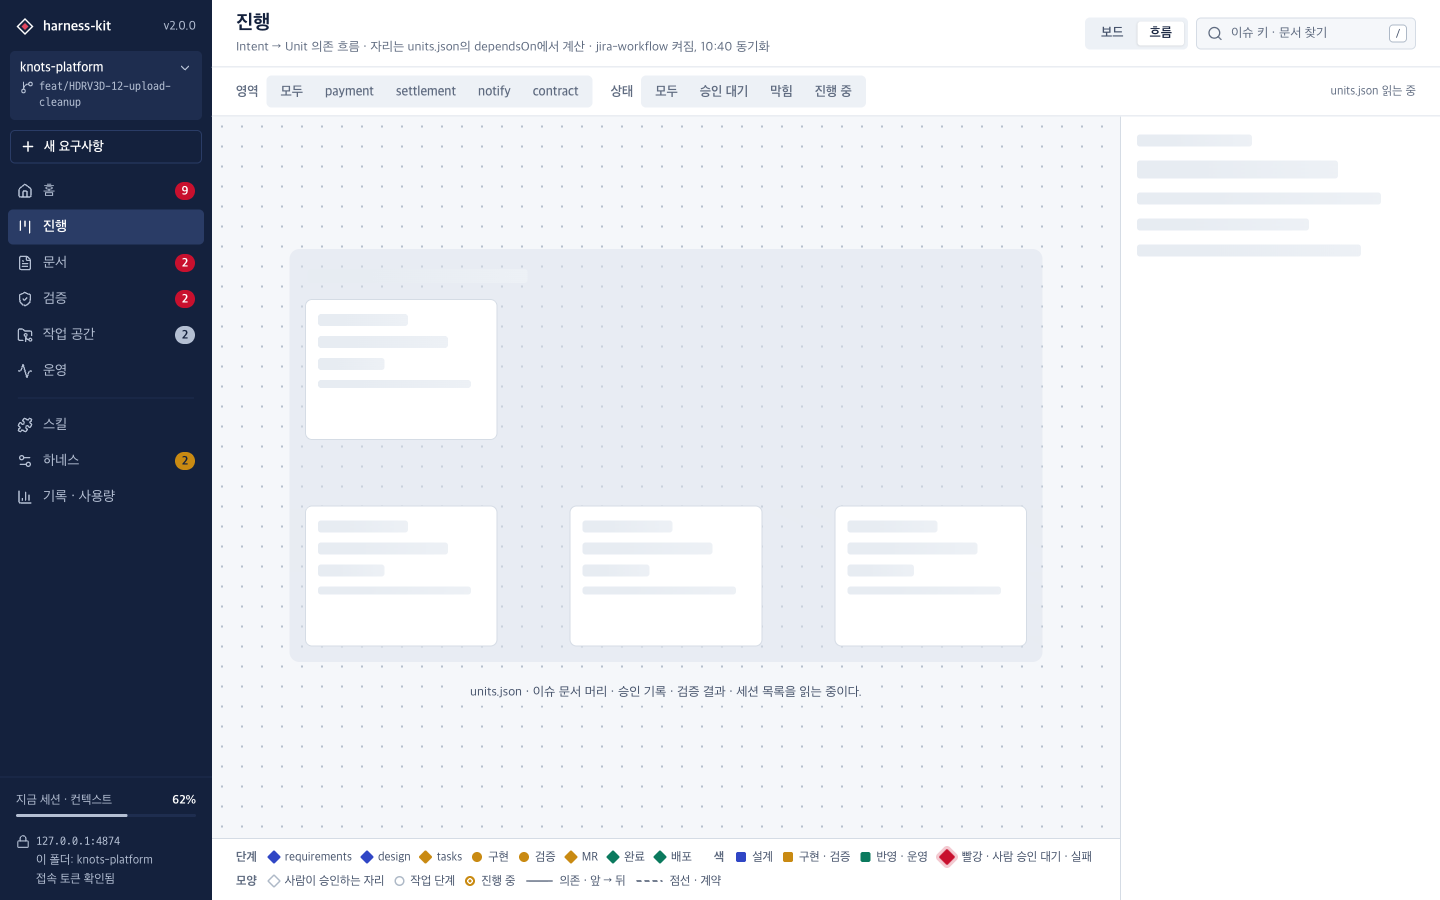 harness-kit v2.0.0
knots-platform
feat/HDRV3D-12-upload-
cleanup
새 요구사항
홈 9
진행
문서 2
검증 2
작업 공간 2
운영
스킬
하네스 2
기록 · 사용량
지금 세션 · 컨텍스트 62%
127.0.0.1:4874
이 폴더: knots-platform
접속 토큰 확인됨
진행
Intent → Unit 의존 흐름 · 자리는 units.json의 dependsOn에서 계산 · jira-workflow 켜짐, 10:40 동기화
보드 흐름
이슈 키 · 문서 찾기 /
영역 모두 payment settlement notify contract 상태 모두 승인 대기 막힘 진행 중
units.json 읽는 중
units.json · 이슈 문서 머리 · 승인 기록 · 검증 결과 · 세션 목록을 읽는 중이다.
단계 requirements design tasks 구현 검증 MR 완료 배포 색 설계 구현 · 검증 반영 · 운영 빨강 · 사람 승인 대기 · 실패
모양 사람이 승인하는 자리 작업 단계 진행 중 의존 · 앞 → 뒤 점선 · 계약